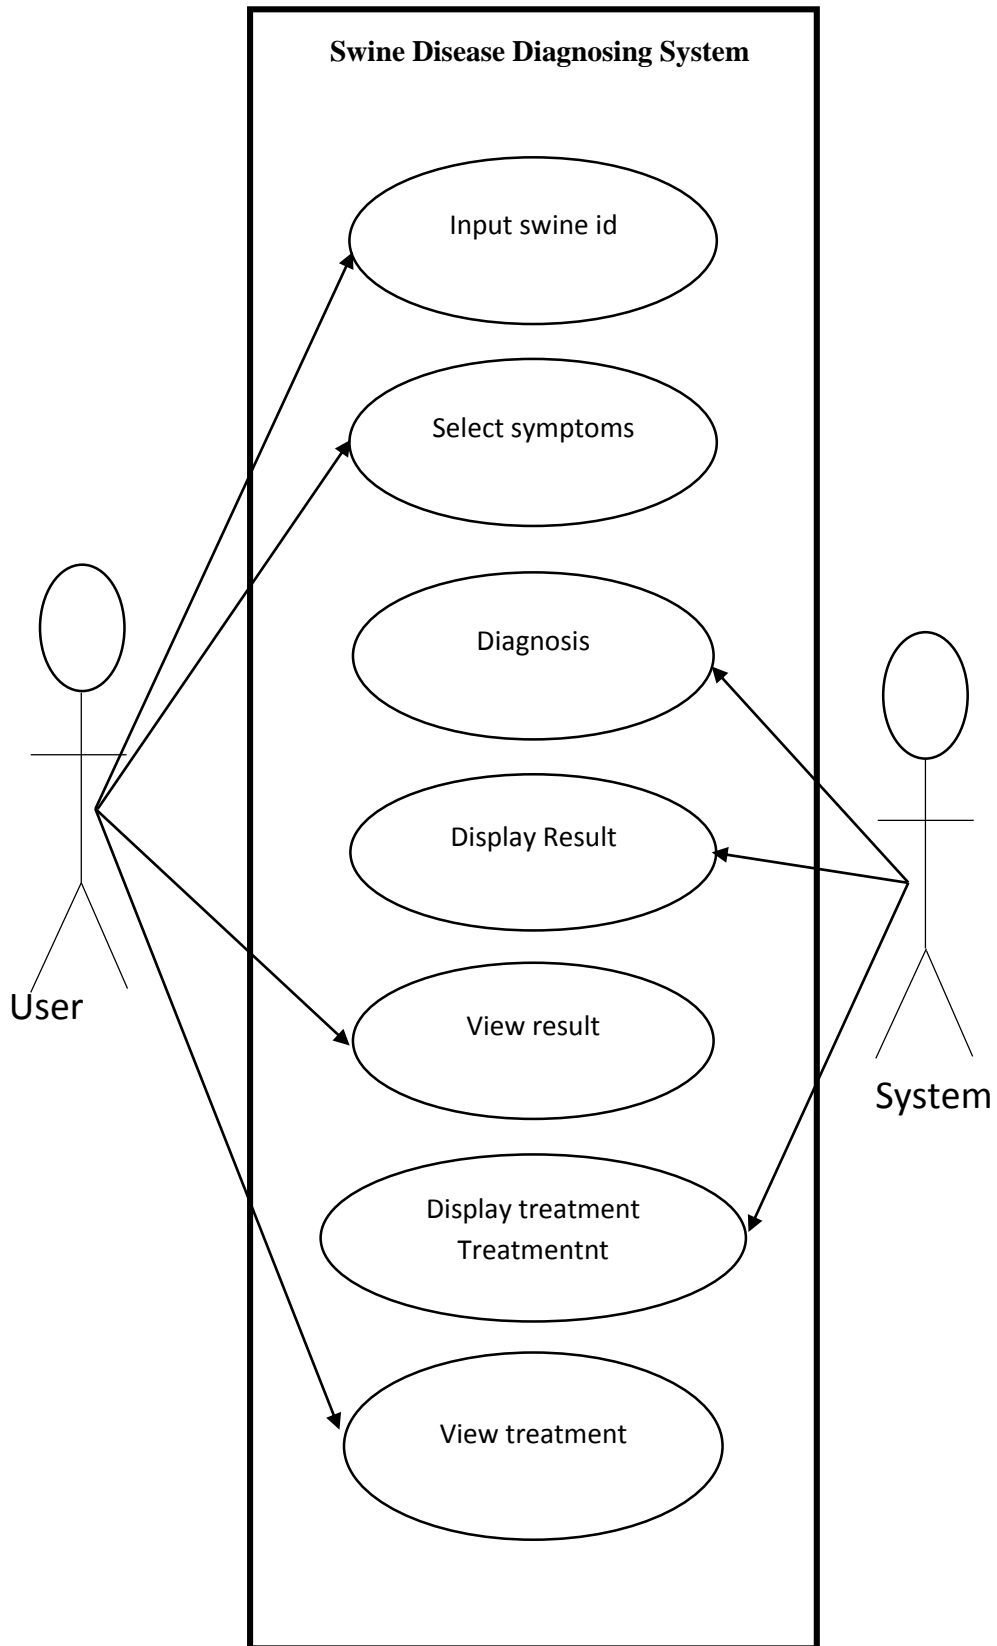 Swine Disease Diagnosing System
Input swine id
Select symptoms
Diagnosis
Display Result
User
View result
System
Display treatment
Treatmentnt
View treatment